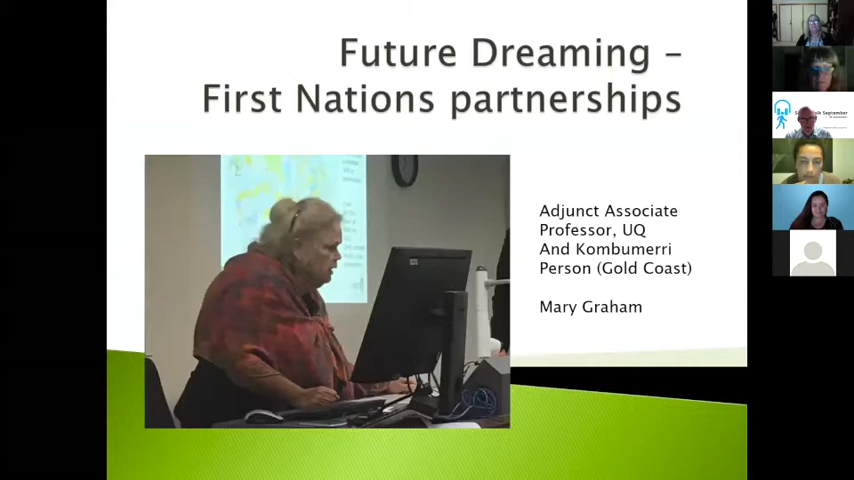 Future Dreaming –
First Nations partnerships
Adjunct Associate
Professor, UQ
And Kombumerri
Person (Gold Coast)
Mary Graham